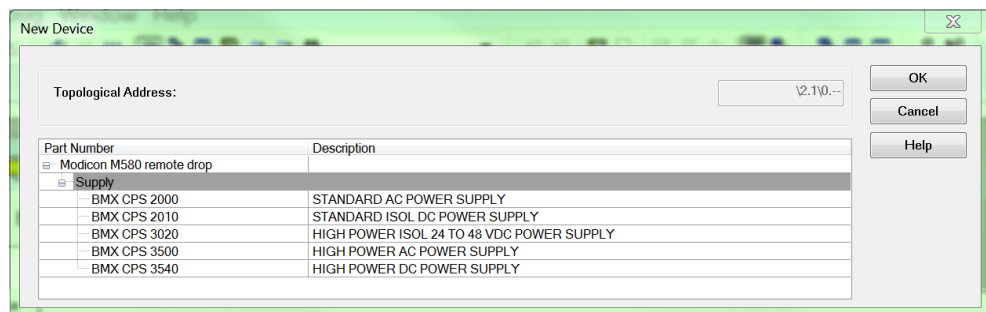 Window Help
New Device
Topological Address:
\2.1\0.--
OK
Cancel
Help
Part Number Description
Modicon M580 remote drop
Supply
BMX CPS 2000 STANDARD AC POWER SUPPLY
BMX CPS 2010 STANDARD ISOL DC POWER SUPPLY
BMX CPS 3020 HIGH POWER ISOL 24 TO 48 VDC POWER SUPPLY
BMX CPS 3500 HIGH POWER AC POWER SUPPLY
BMX CPS 3540 HIGH POWER DC POWER SUPPLY